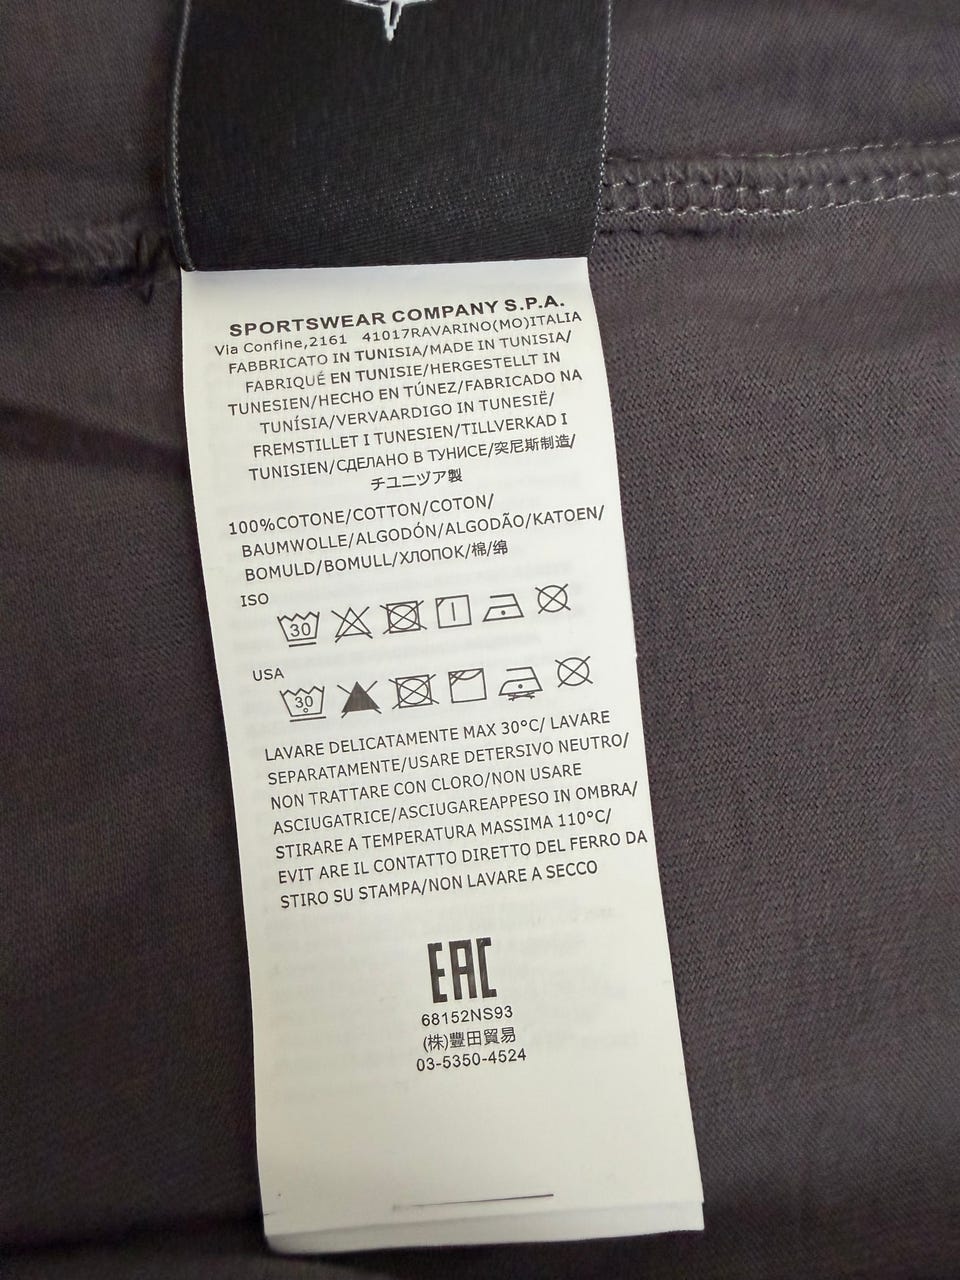 SPORTSWEAR COMPANY S.P.A.
Via Confine,2161 41017RAVARINO(MO)ITALIA
FABBRICATO IN TUNISIA/MADE IN TUNISIA/
FABRIQUÉ EN TUNISIE/HERGESTELLT IN
TUNESIEN/HECHO EN TÚNEZ/FABRICADO NA
TUNÍSIA/VERVAARDIGO IN TUNESIË/
FREMSTILLET I TUNESIEN/TILLVERKAD I
TUNISIEN/СДЕЛАНО В ТУНИСЕ/突尼斯制造/
チユニヅア製
100%COTONE/COTTON/COTON/
BAUMWOLLE/ALGODÓN/ALGODÃO/KATOEN/
BOMULD/BOMULL/ХЛОПОК/棉/绵
ISO
30
USA
30
LAVARE DELICATAMENTE MAX 30°C/ LAVARE
SEPARATAMENTE/USARE DETERSIVO NEUTRO/
NON TRATTARE CON CLORO/NON USARE
ASCIUGATRICE/ASCIUGAREAPPESO IN OMBRA/
STIRARE A TEMPERATURA MASSIMA 110°C/
EVIT ARE IL CONTATTO DIRETTO DEL FERRO DA
STIRO SU STAMPA/NON LAVARE A SECCO
EAC
68152NS93
(株)豐田貿易
03-5350-4524